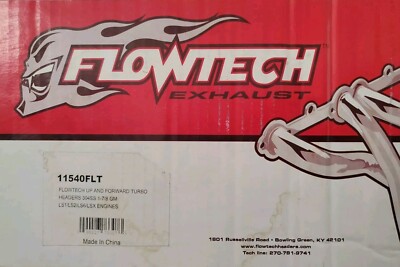 FLOWTECH
EXHAUST
11540FLT
FLOWTECH UP AND FORWARD TURBO
HEADERS 304SS 1-7/8 GM
LS1/LS2/LS6/LSX ENGINES
Made In China
1801 Russellville Road • Bowling Green, KY 42101
www.flowtechheaders.com
Tech line: 270-781-9741